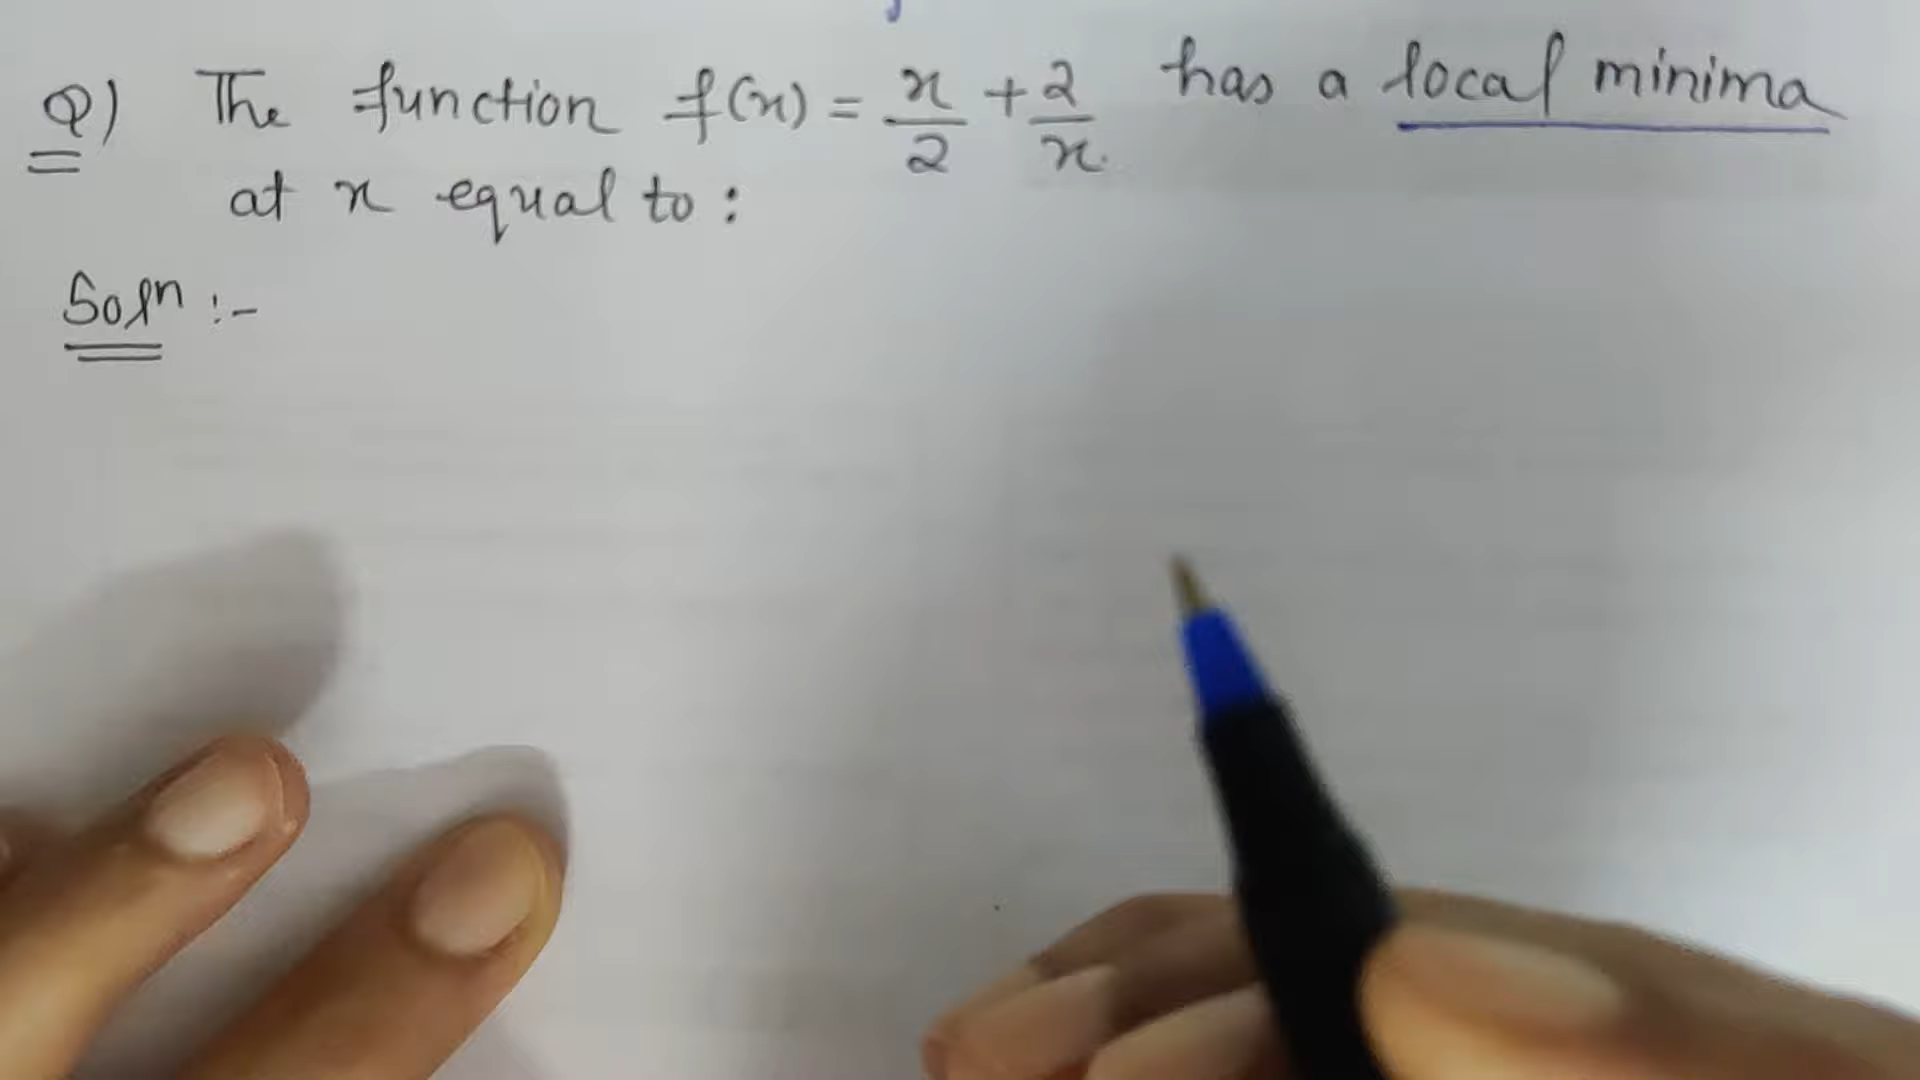 Q) The function f(x) = x/2 + 2/x has a local minima
at x equal to :
Soln :-